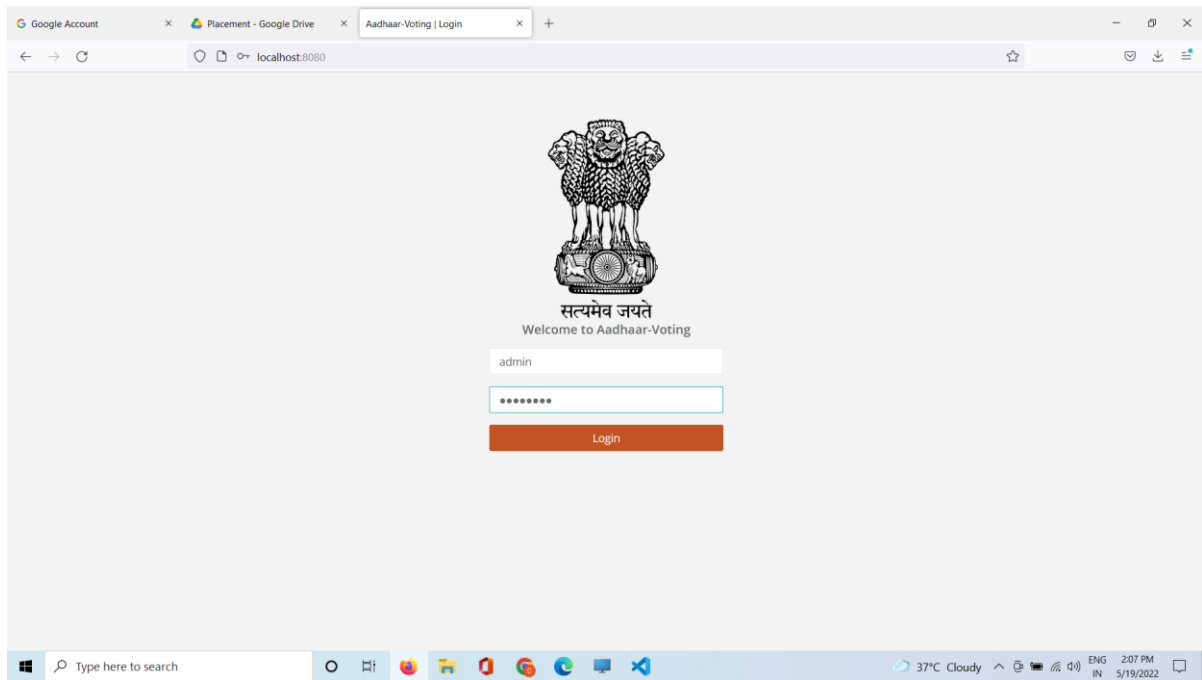 Google Account
Placement - Google Drive
Aadhaar-Voting | Login
localhost:8080
सत्यमेव जयते
Welcome to Aadhaar-Voting
admin
Login
Type here to search
37°C Cloudy
ENG
IN
2:07 PM
5/19/2022